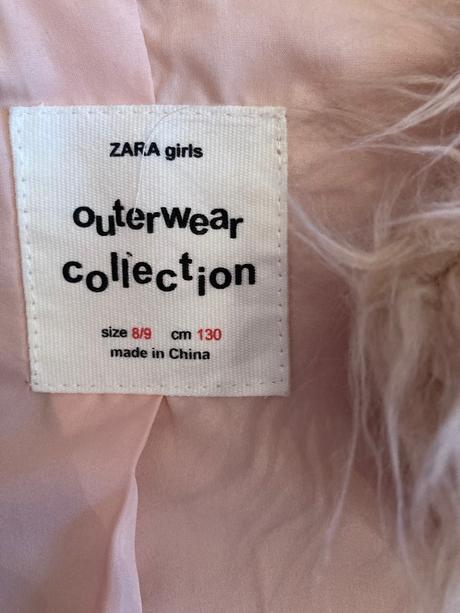 ZARA girls
outerwear
collection
size 8/9 cm 130
made in China